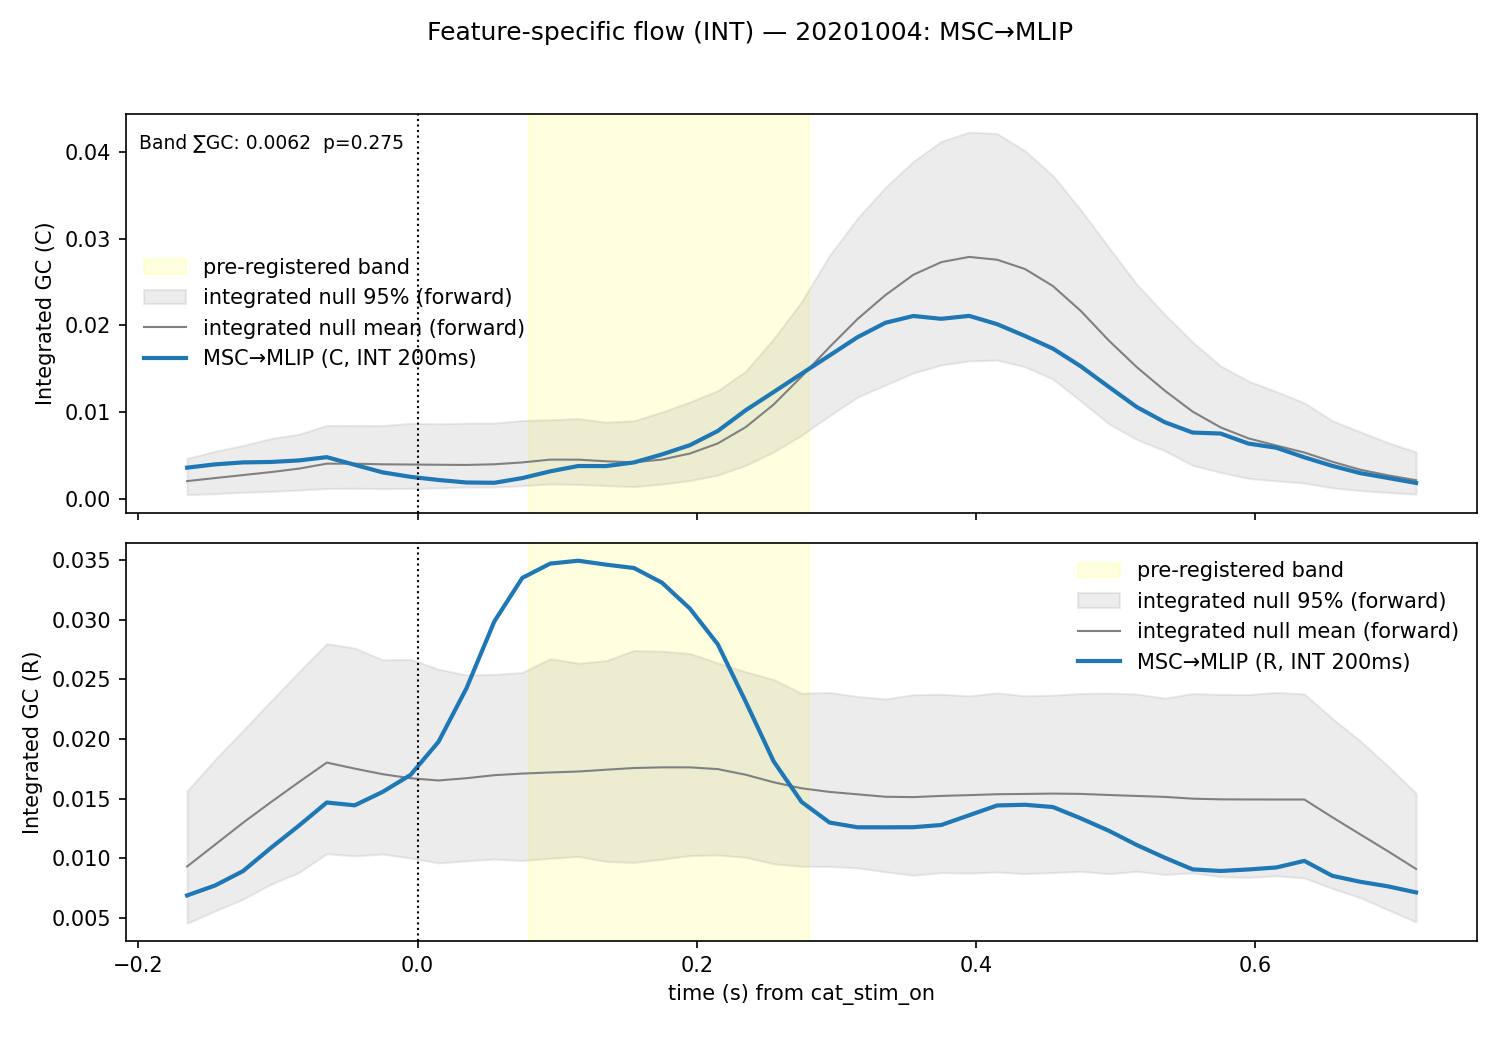 Feature-specific flow (INT) — 20201004: MSC→MLIP
Band ∑GC: 0.0062  p=0.275
Integrated GC (C)
0.04
0.03
0.02
0.01
0.00
pre-registered band
integrated null 95% (forward)
integrated null mean (forward)
MSC→MLIP (C, INT 200ms)
Integrated GC (R)
0.035
0.030
0.025
0.020
0.015
0.010
0.005
pre-registered band
integrated null 95% (forward)
integrated null mean (forward)
MSC→MLIP (R, INT 200ms)
−0.2 0.0 0.2 0.4 0.6
time (s) from cat_stim_on